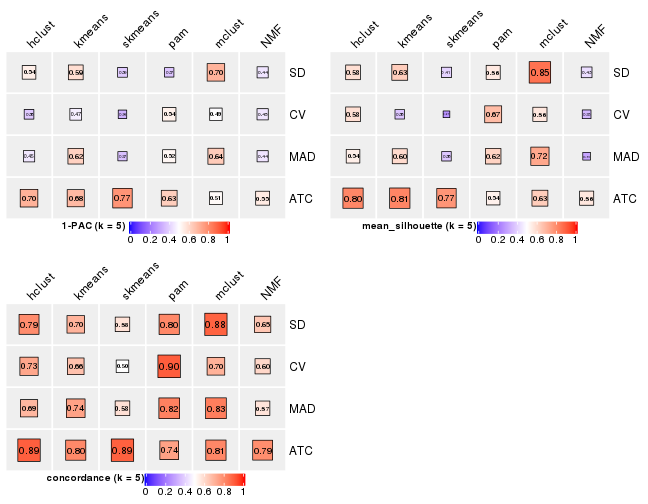 hclust kmeans skmeans pam mclust NMF
0.54 0.59 0.70 0.44 SD
0.47 0.54 0.49 CV
0.62 0.52 0.64 0.44 MAD
0.70 0.68 0.77 0.63 0.51 0.55 ATC
1-PAC (k = 5)
0 0.2 0.4 0.6 0.8 1
hclust kmeans skmeans pam mclust NMF
0.58 0.63 0.56 0.85 SD
0.58 0.67 0.56 CV
0.54 0.60 0.62 0.72 MAD
0.80 0.81 0.77 0.54 0.63 0.56 ATC
mean_silhouette (k = 5)
0 0.2 0.4 0.6 0.8 1
hclust kmeans skmeans pam mclust NMF
0.79 0.70 0.58 0.80 0.88 0.65 SD
0.73 0.66 0.50 0.90 0.70 0.60 CV
0.69 0.74 0.58 0.82 0.83 0.57 MAD
0.89 0.80 0.89 0.74 0.81 0.79 ATC
concordance (k = 5)
0 0.2 0.4 0.6 0.8 1